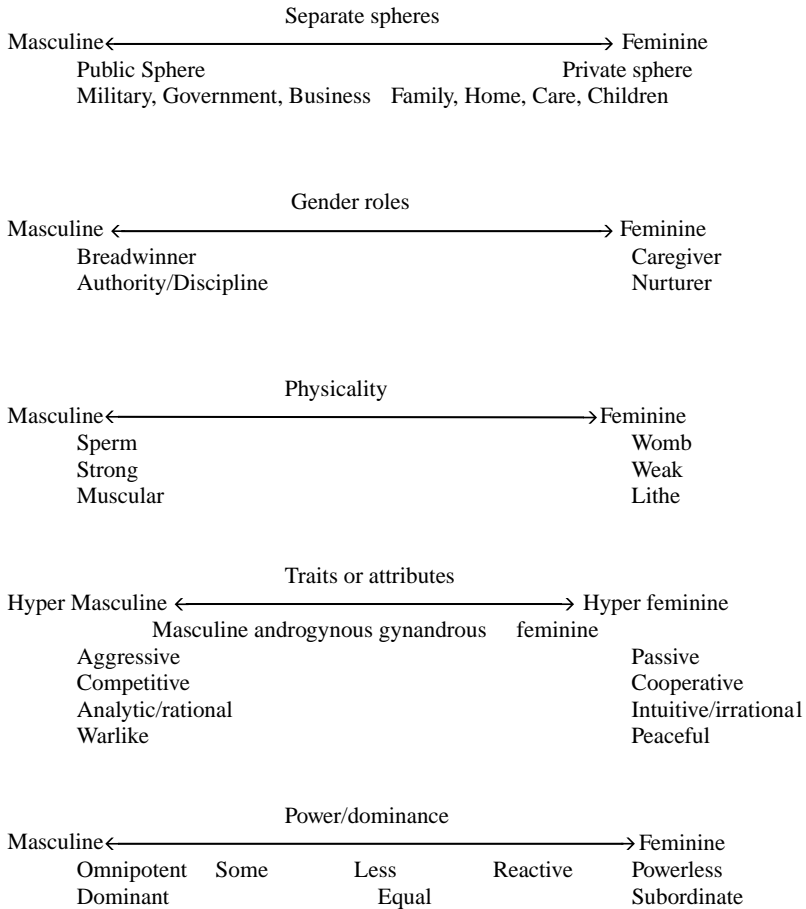 Separate spheres
Masculine Feminine
Public Sphere Private sphere
Military, Government, Business Family, Home, Care, Children
Gender roles
Masculine Feminine
Breadwinner Caregiver
Authority/Discipline Nurturer
Physicality
Masculine Feminine
Sperm Womb
Strong Weak
Muscular Lithe
Traits or attributes
Hyper Masculine Hyper feminine
Masculine androgynous gynandrous feminine
Aggressive Passive
Competitive Cooperative
Analytic/rational Intuitive/irrational
Warlike Peaceful
Power/dominance
Masculine Feminine
Omnipotent Some Less Reactive Powerless
Dominant Equal Subordinate